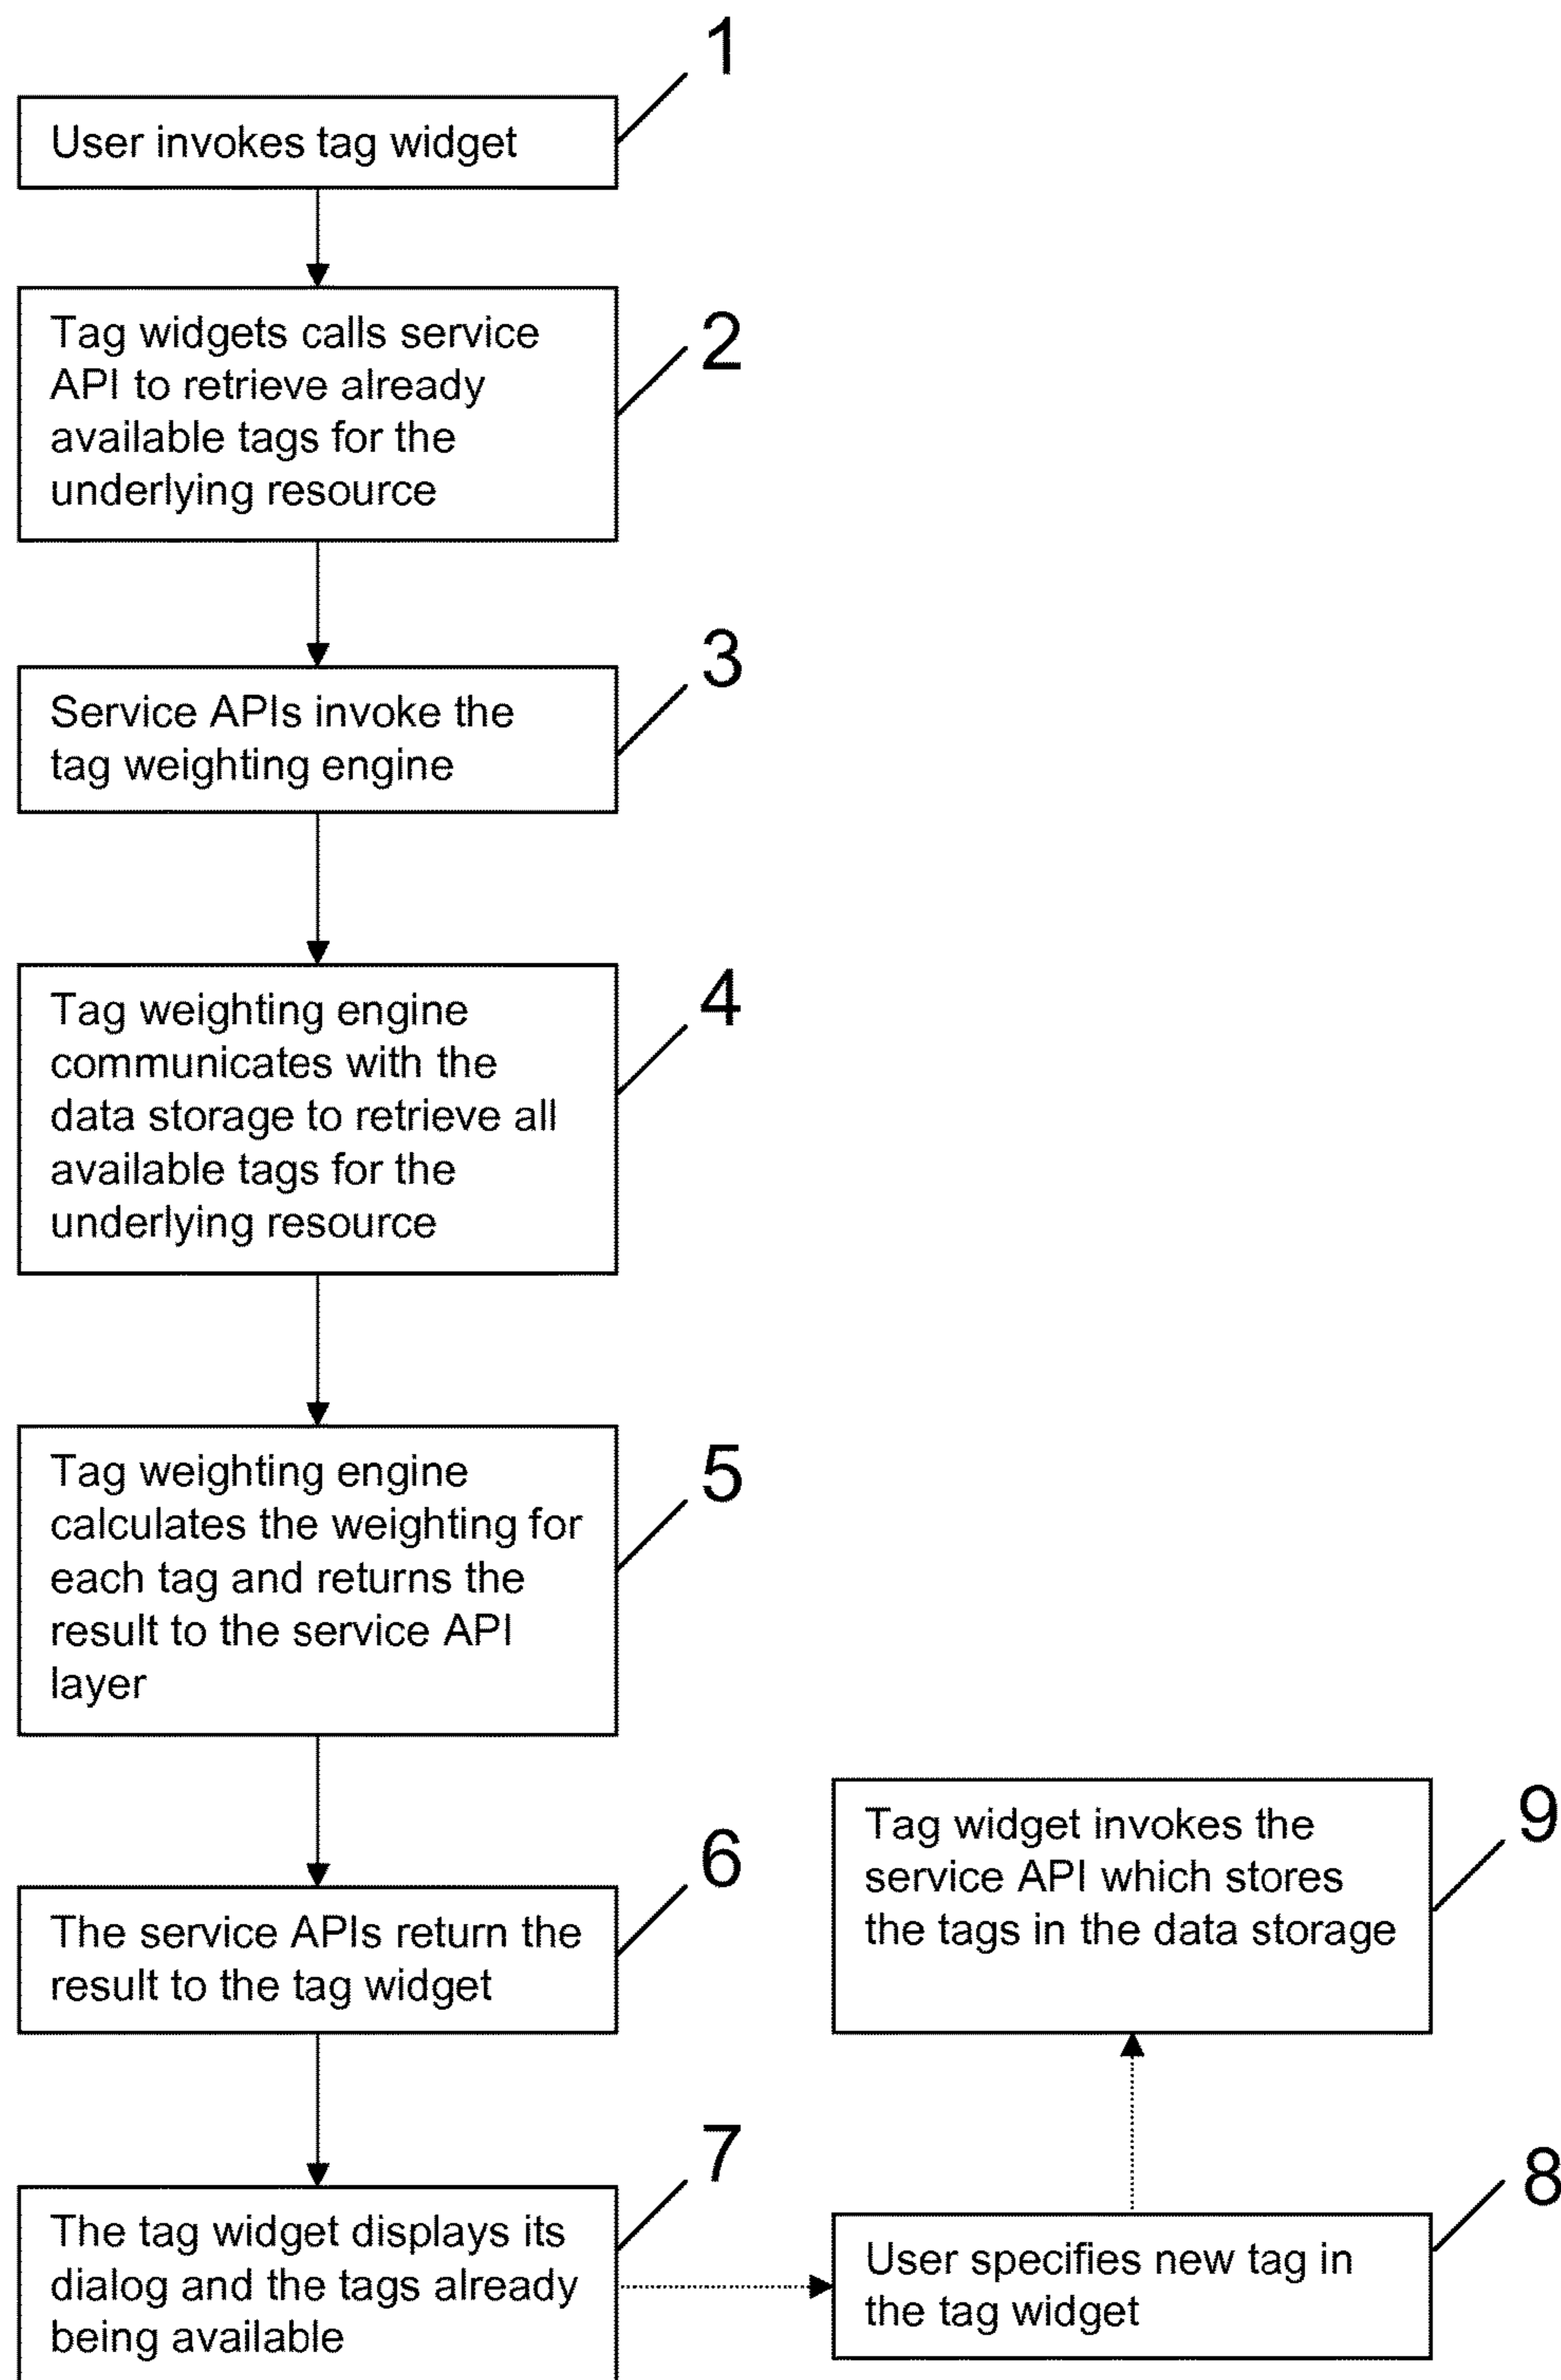 1
User invokes tag widget
2
Tag widgets calls service
API to retrieve already
available tags for the
underlying resource
3
Service APIs invoke the
tag weighting engine
4
Tag weighting engine
communicates with the
data storage to retrieve all
available tags for the
underlying resource
5
Tag weighting engine
calculates the weighting for
each tag and returns the
result to the service API
layer
6
The service APIs return the
result to the tag widget
7
The tag widget displays its
dialog and the tags already
being available
8
User specifies new tag in
the tag widget
9
Tag widget invokes the
service API which stores
the tags in the data storage